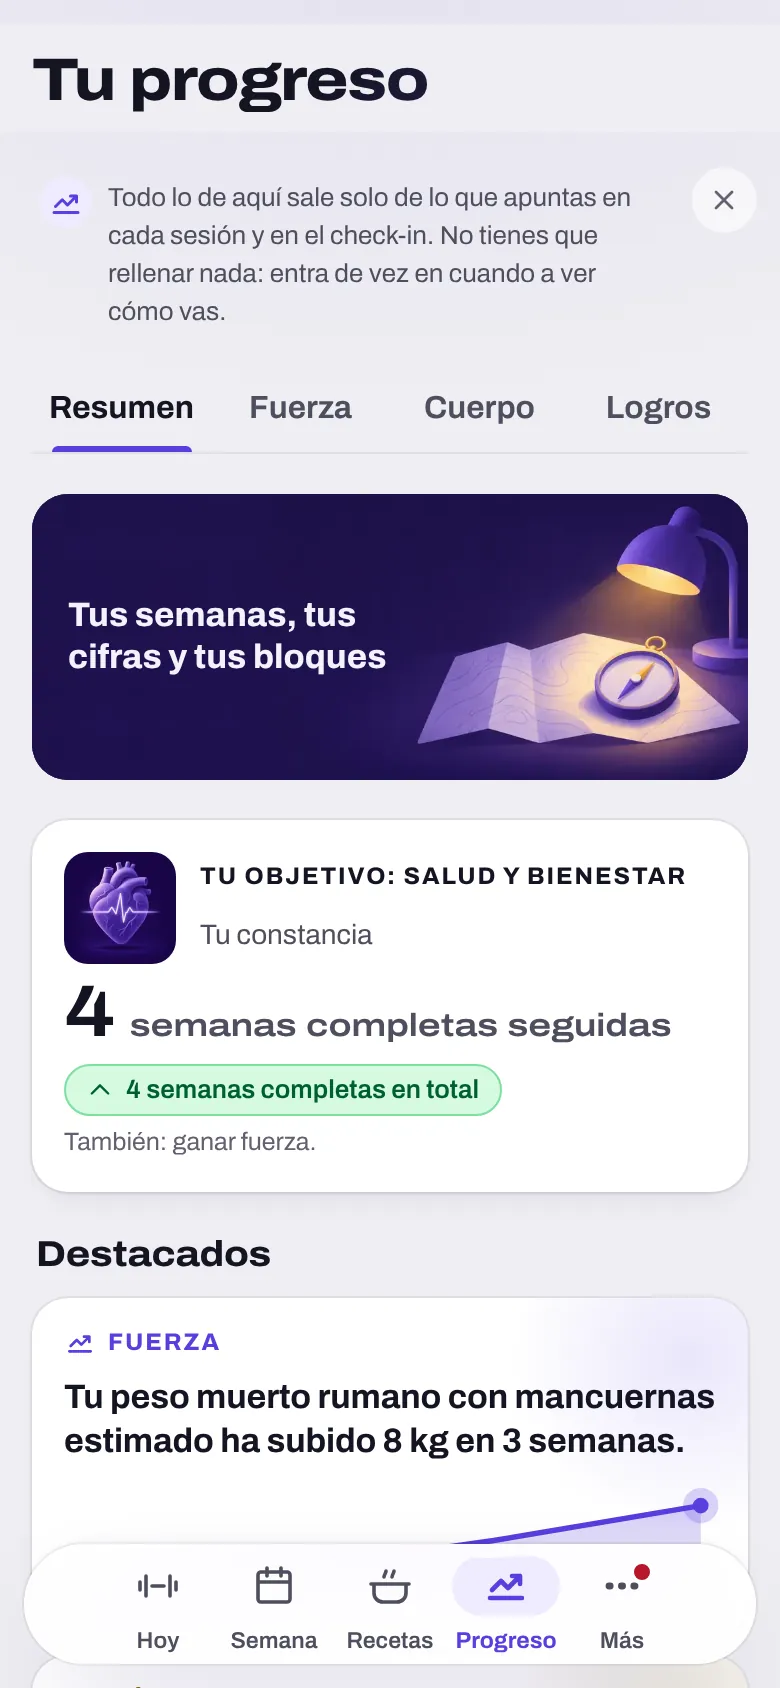 Tu progreso
Todo lo de aquí sale solo de lo que apuntas en
cada sesión y en el check-in. No tienes que
rellenar nada: entra de vez en cuando a ver
cómo vas.
Resumen Fuerza Cuerpo Logros
Tus semanas, tus
cifras y tus bloques
TU OBJETIVO: SALUD Y BIENESTAR
Tu constancia
4 semanas completas seguidas
4 semanas completas en total
También: ganar fuerza.
Destacados
FUERZA
Tu peso muerto rumano con mancuernas
estimado ha subido 8 kg en 3 semanas.
Hoy Semana Recetas Progreso Más